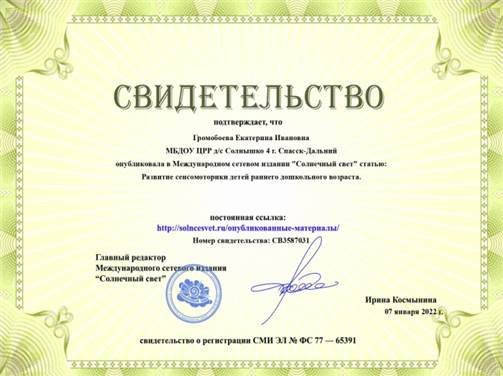 СВИДЕТЕЛЬСТВО
подтверждает, что
Громобоева Екатерина Ивановна
МБДОУ ЦРР д/с Солнышко 4 г. Спасск-Дальний
опубликовала в Международном сетевом издании "Солнечный свет" статью:
Развитие сенсомоторики детей раннего дошкольного возраста.
постоянная ссылка:
http://solncesvet.ru/опубликованные-материалы/
Номер свидетельства: СВ3587031
Главный редактор
Международного сетевого издания
“Солнечный свет”
Ирина Космынина
07 января 2022 г.
свидетельство о регистрации СМИ ЭЛ № ФС 77 — 65391